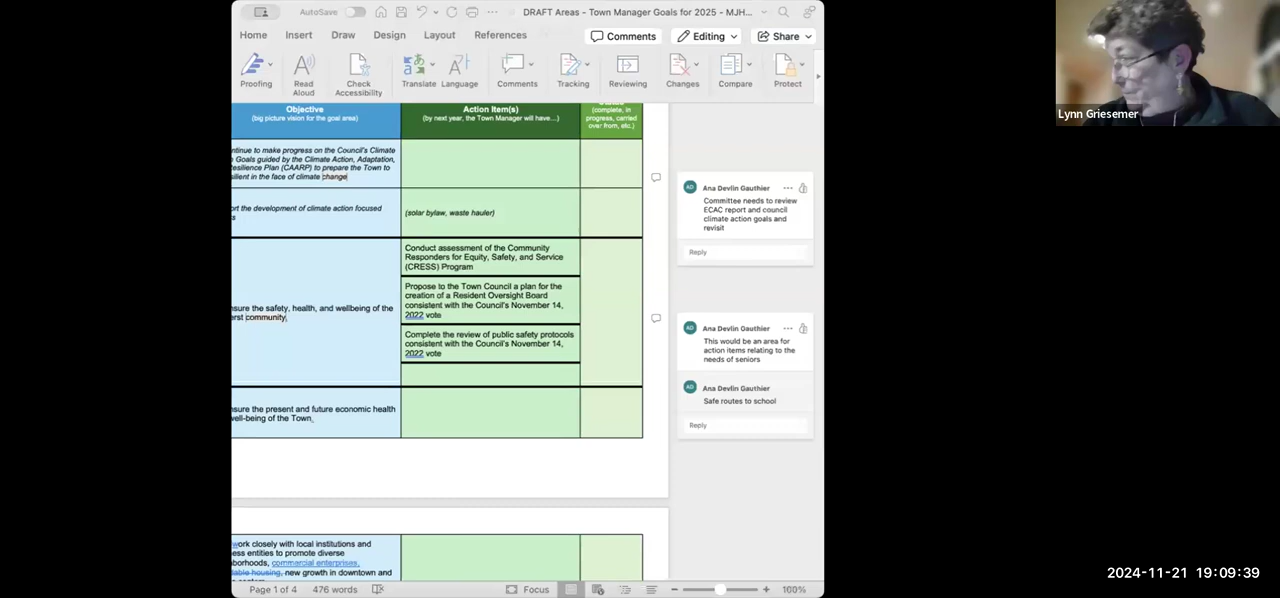 AutoSave
DRAFT Areas - Town Manager Goals for 2025 - MJH...
Home Insert Draw Design Layout References
Comments Editing Share
Proofing Read Aloud Check Accessibility Translate Language Comments Tracking Reviewing Changes Compare Protect
Objective
(big picture vision for the goal area)
Action Item(s)
(by next year, the Town Manager will have...)
(complete, in
progress, carried
over from, etc.)
ntinue to make progress on the Council's Climate
Goals guided by the Climate Action, Adaptation,
esilience Plan (CAARP) to prepare the Town to
silient in the face of climate change
ort the development of climate action focused
s
(solar bylaw, waste hauler)
nsure the safety, health, and wellbeing of the
erst community.
Conduct assessment of the Community
Responders for Equity, Safety, and Service
(CRESS) Program
Propose to the Town Council a plan for the
creation of a Resident Oversight Board
consistent with the Council's November 14,
2022 vote
Complete the review of public safety protocols
consistent with the Council's November 14,
2022 vote
nsure the present and future economic health
well-being of the Town.
work closely with local institutions and
ess entities to promote diverse
borhoods, commercial enterprises,
dable housing, new growth in downtown and
AD Ana Devlin Gauthier
Committee needs to review
ECAC report and council
climate action goals and
revisit
Reply
AD Ana Devlin Gauthier
This would be an area for
action items relating to the
needs of seniors
AD Ana Devlin Gauthier
Safe routes to school
Reply
Page 1 of 4 476 words Focus 100%
Lynn Griesemer
2024-11-21 19:09:39